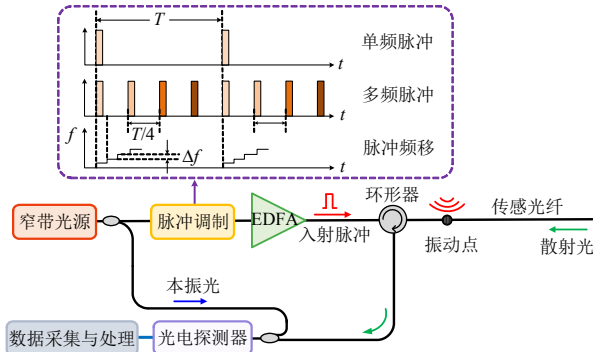 T
单频脉冲
t
多频脉冲
T/4
t
f
脉冲频移
Δf
t
环形器
传感光纤
窄带光源
脉冲调制
EDFA
入射脉冲
振动点
散射光
本振光
数据采集与处理
光电探测器